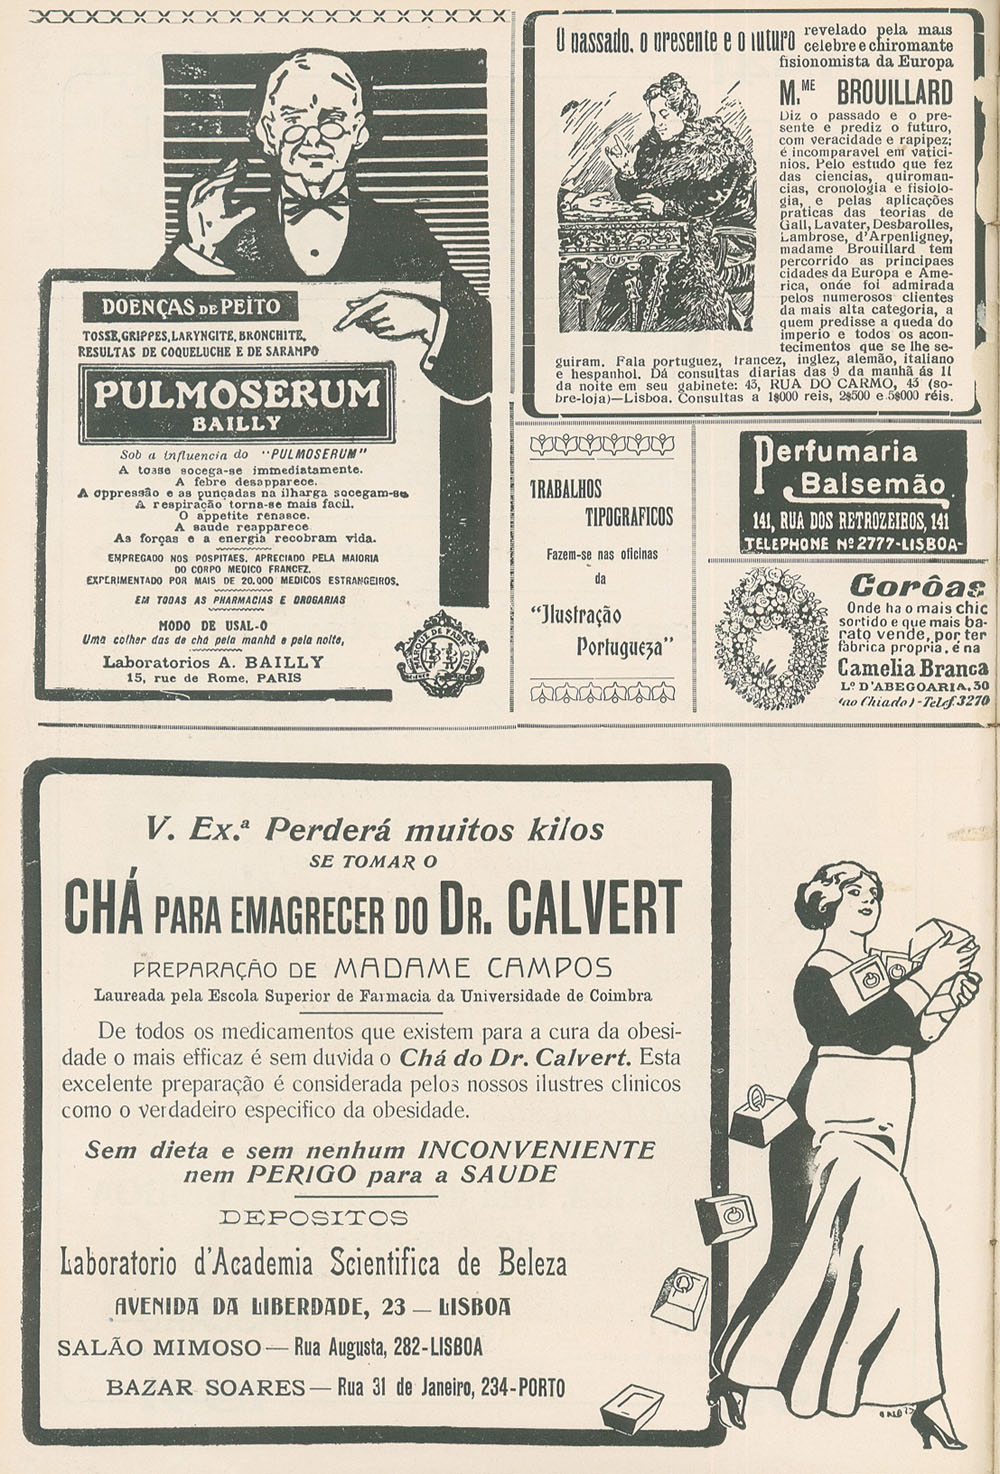 DOENÇAS DE PEITO
TOSSE, GRIPPES, LARYNGITE, BRONCHITE,
RESULTAS DE COQUELUCHE E DE SARAMPO
PULMOSERUM
BAILLY
Sob a influencia do "PULMOSERUM"
A tosse socega-se immediatamente.
A febre desapparece.
A oppressão e as punçadas na ilharga socegam-se
A respiração torna-se mais facil.
O appetite renasce.
A saude reapparece
As forças e a energia recobram vida.
EMPREGADO NOS POSPITAES, APRECIADO PELA MAIORIA
DO CORPO MEDICO FRANCEZ.
EXPERIMENTADO POR MAIS DE 20.000 MEDICOS ESTRANGEIROS.
EM TODAS AS PHARMACIAS E DROGARIAS
MODO DE USAL-O
Uma colher das de chá pela manhã e pela noite,
Laboratorios A. BAILLY
15, rue de Rome, PARIS
O passado, o presente e o futuro revelado pela mais
celebre e chiromante
fisionomista da Europa
M.ME BROUILLARD
Diz o passado e o pre-
sente e prediz o futuro,
com veracidade e rapipez;
é incomparavel em vatici-
nios. Pelo estudo que fez
das ciencias, quiroman-
cias, cronologia e fisiolo-
gia, e pelas aplicações
praticas das teorias de
Gall, Lavater, Desbarolles,
Lambrose, d'Arpenligney,
madame Brouillard tem
percorrido as principaes
cidades da Europa e Ame-
rica, onde foi admirada
pelos numerosos clientes
da mais alta categoria, a
quem predisse a queda do
imperio e todos os acon-
tecimentos que se lhe se-
guiram. Fala portuguez, francez, inglez, alemão, italiano
e hespanhol. Dá consultas diarias das 9 da manhã ás 11
da noite em seu gabinete: 43, RUA DO CARMO, 43 (so-
bre-loja)—Lisboa. Consultas a 1$000 reis, 2$500 e 5$000 réis.
TRABALHOS
TIPOGRAFICOS
Fazem-se nas oficinas
da
"Ilustração
Portugueza"
Perfumaria
Balsemão
141, RUA DOS RETROZEIROS, 141
TELEPHONE Nº 2777-LISBOA-
Corôas
Onde ha o mais chic
sortido e que mais ba-
rato vende, por ter
fabrica propria, é na
Camelia Branca
Lº D'ABEGOARIA, 50
(ao Chiado)-Telef. 3270
V. Ex.ª Perderá muitos kilos
SE TOMAR O
CHÁ PARA EMAGRECER DO DR. CALVERT
PREPARAÇÃO DE MADAME CAMPOS
Laureada pela Escola Superior de Farmacia da Universidade de Coimbra
De todos os medicamentos que existem para a cura da obesi-
dade o mais efficaz é sem duvida o Chá do Dr. Calvert. Esta
excelente preparação é considerada pelos nossos ilustres clinicos
como o verdadeiro especifico da obesidade.
Sem dieta e sem nenhum INCONVENIENTE
nem PERIGO para a SAUDE
DEPOSITOS
Laboratorio d'Academia Scientifica de Beleza
AVENIDA DA LIBERDADE, 23 — LISBOA
SALÃO MIMOSO — Rua Augusta, 282-LISBOA
BAZAR SOARES — Rua 31 de Janeiro, 234-PORTO